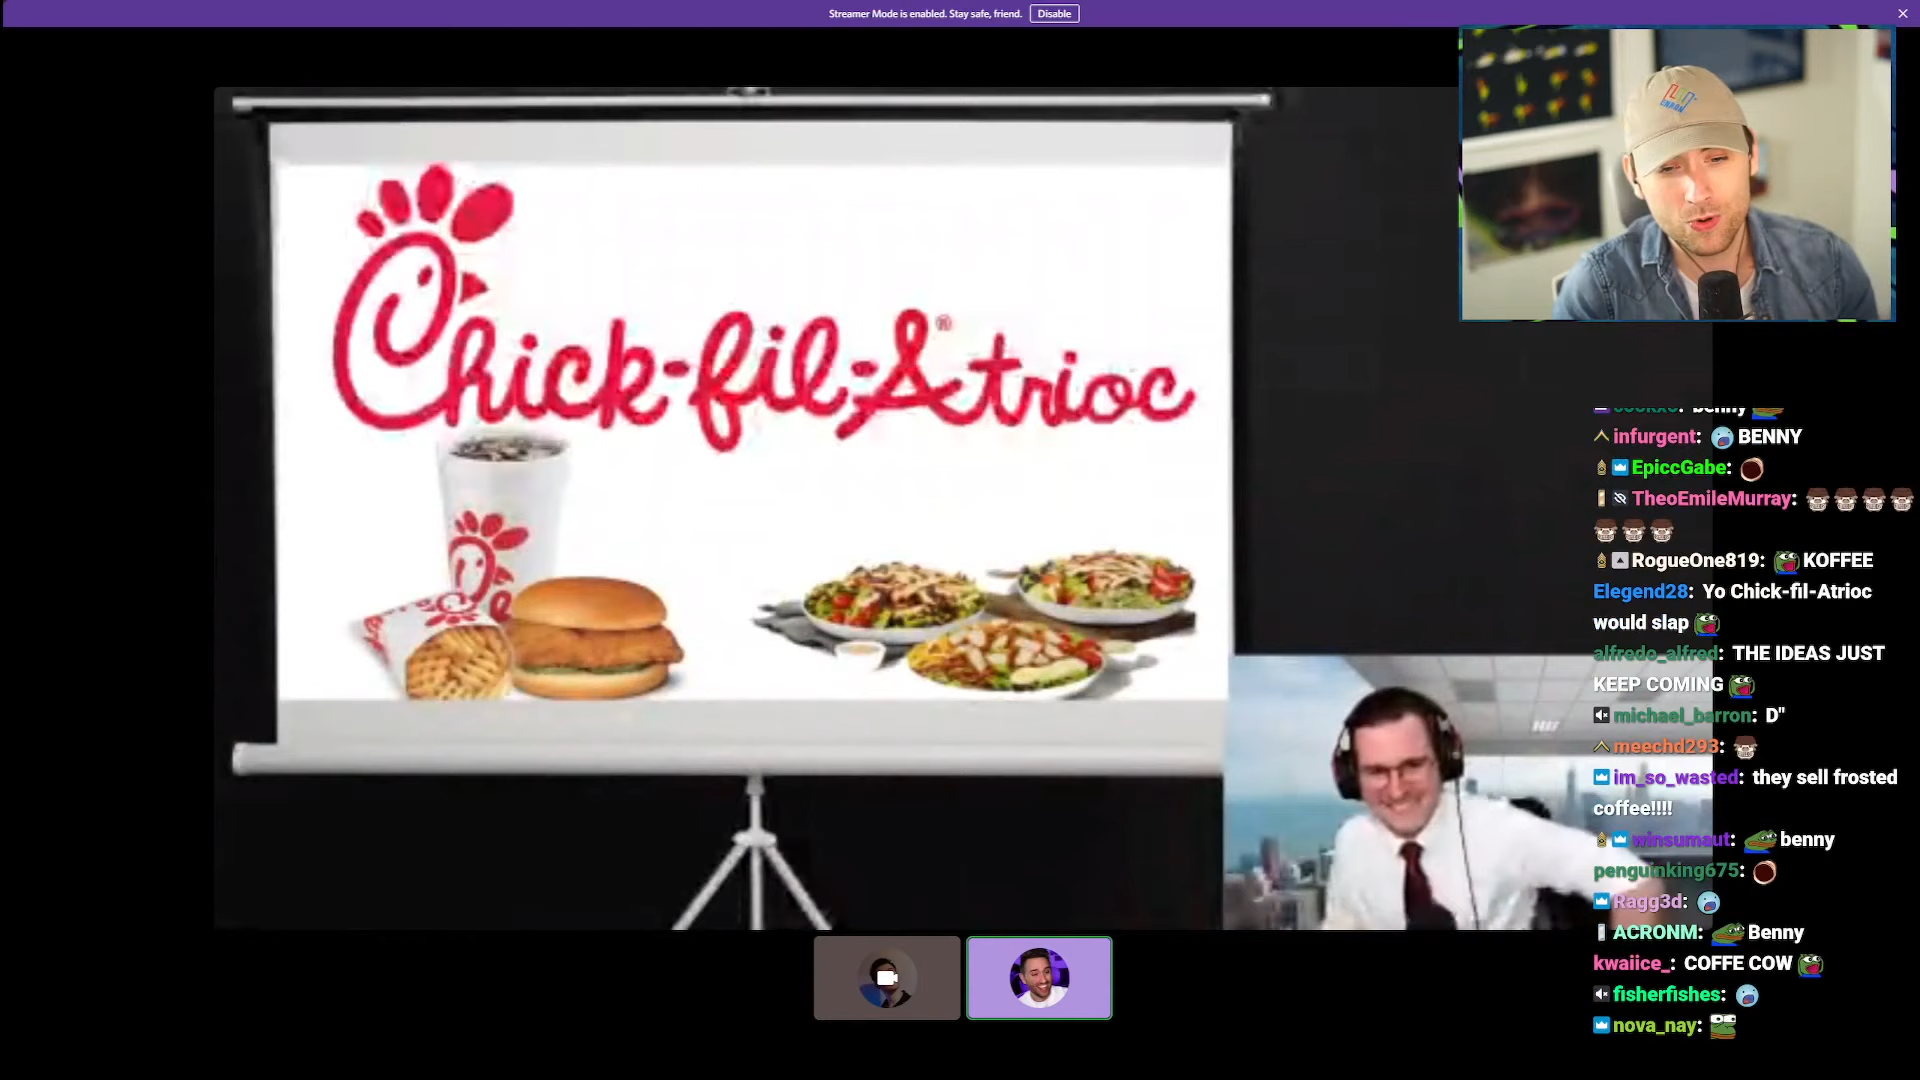 Streamer Mode is enabled. Stay safe, friend.
Disable
ENRON
Chick-fil-Atrioc®
infurgent: BENNY
EpiccGabe:
TheoEmileMurray:
RogueOne819: KOFFEE
Elegend28: Yo Chick-fil-Atrioc
would slap
alfredo_alfred: THE IDEAS JUST
KEEP COMING
michael_barron: D"
meechd293:
im_so_wasted: they sell frosted
coffee!!!!
winsumaut: benny
penguinking675:
Ragg3d:
ACRONM: Benny
kwaiice_: COFFE COW
fisherfishes:
nova_nay: